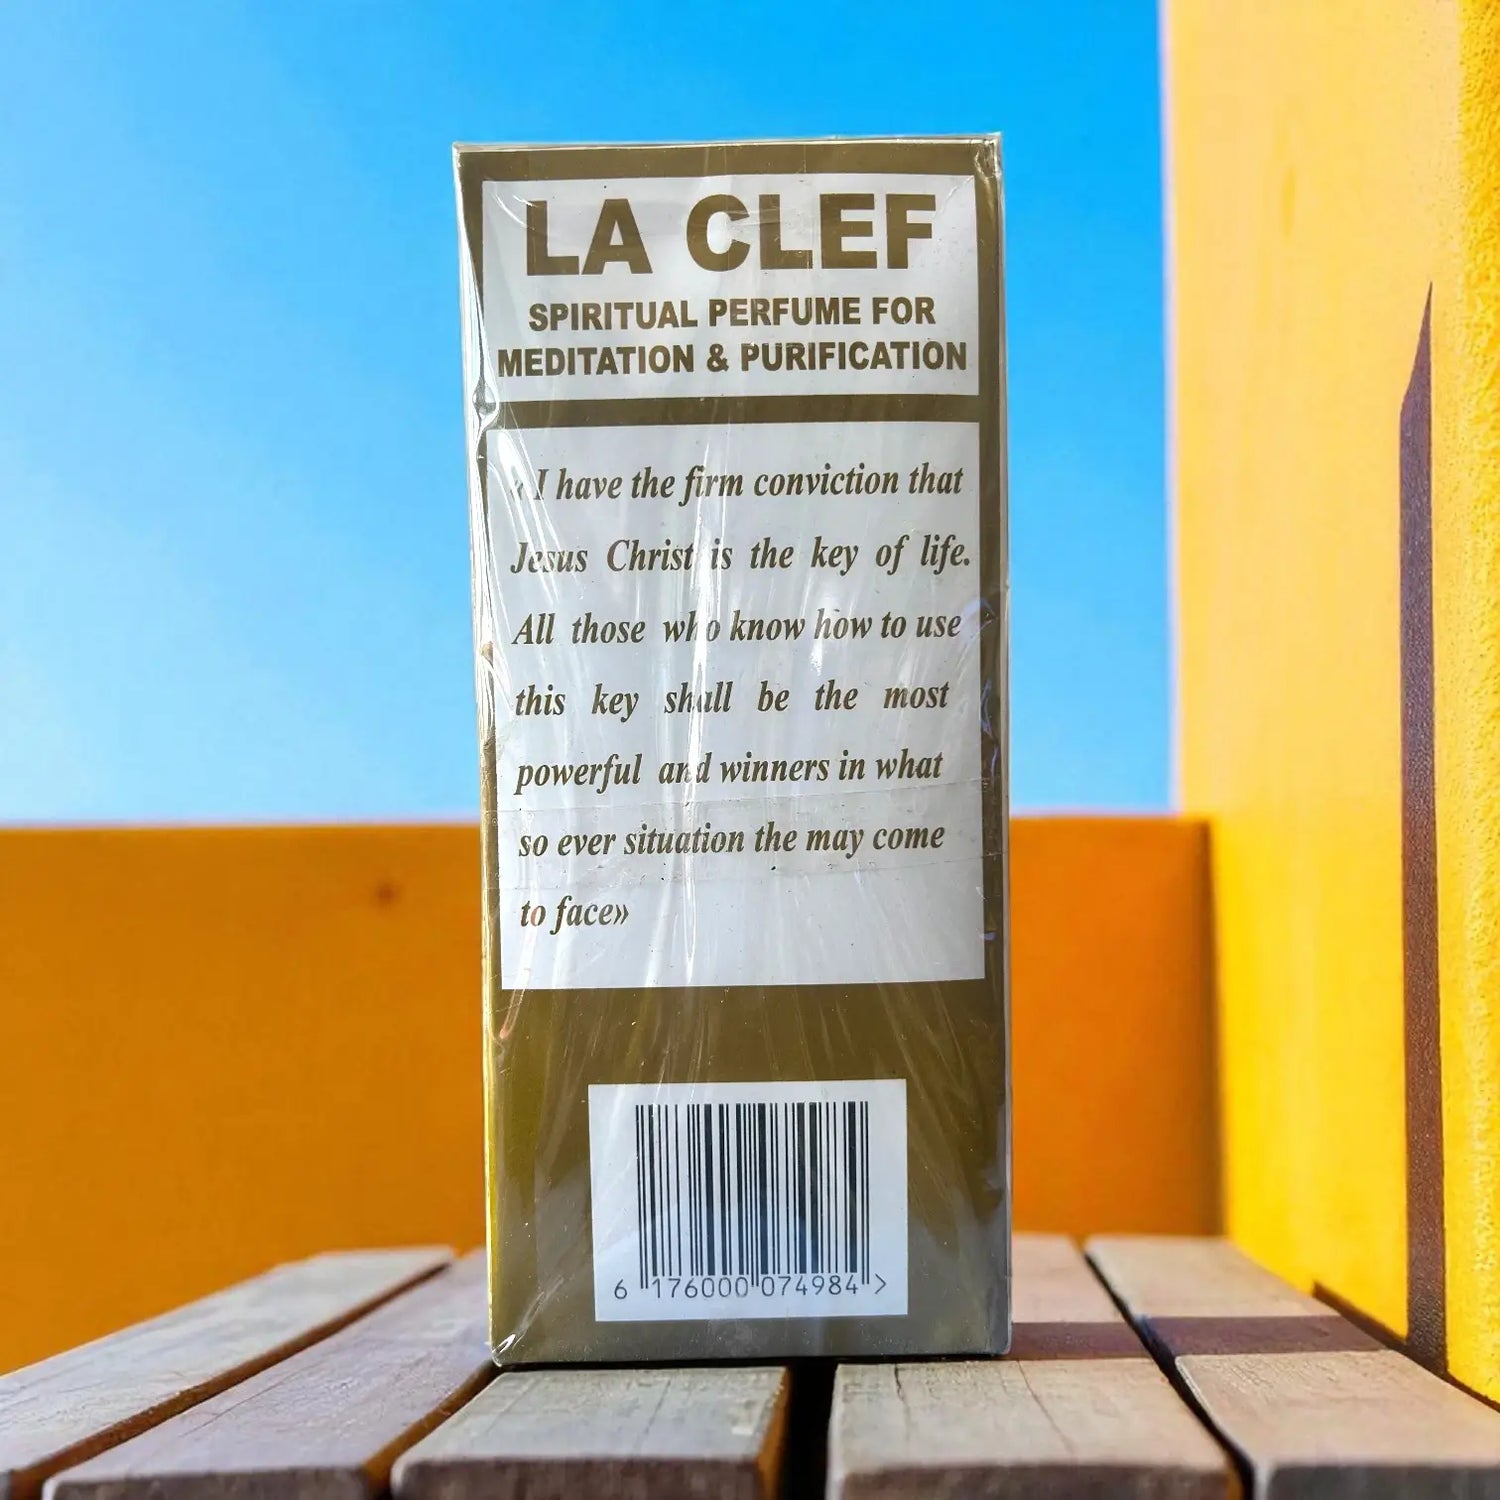 LA CLEF
SPIRITUAL PERFUME FOR
MEDITATION & PURIFICATION
« I have the firm conviction that
Jesus Christ is the key of life.
All those who know how to use
this key shall be the most
powerful and winners in what
so ever situation the may come
to face»
6 176000 074984 >